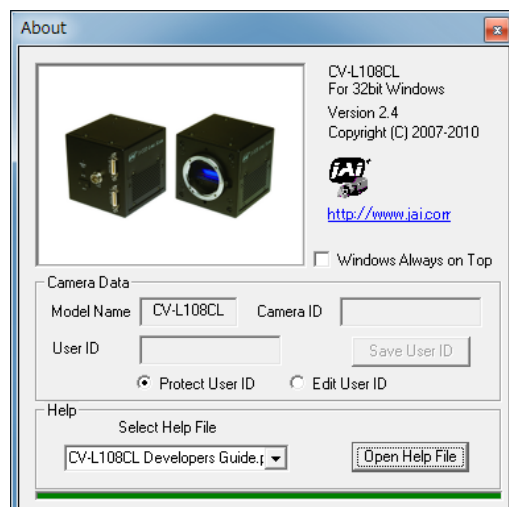 About
CV-L108CL
For 32bit Windows
Version 2.4
Copyright (C) 2007-2010
JAI
http://www.jai.com
Windows Always on Top
Camera Data
Model Name CV-L108CL Camera ID
User ID Save User ID
Protect User ID Edit User ID
Help
Select Help File
CV-L108CL Developers Guide.p Open Help File